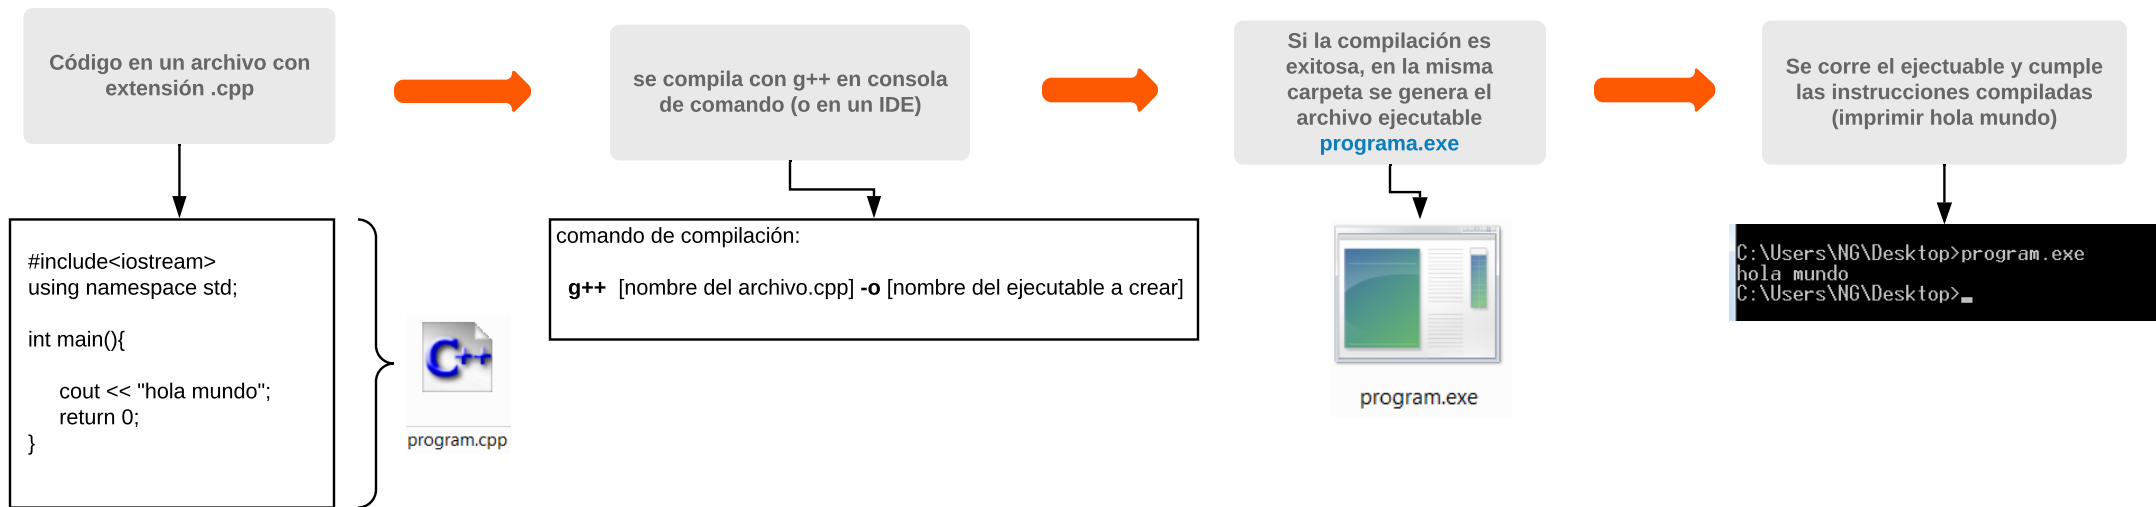 Código en un archivo con
extensión .cpp
se compila con g++ en consola
de comando (o en un IDE)
Si la compilación es
exitosa, en la misma
carpeta se genera el
archivo ejecutable
programa.exe
Se corre el ejectuable y cumple
las instrucciones compiladas
(imprimir hola mundo)
#include<iostream>
using namespace std;
int main(){
cout << "hola mundo";
return 0;
}
C++
program.cpp
comando de compilación:
g++ [nombre del archivo.cpp] -o [nombre del ejecutable a crear]
program.exe
C:\Users\NG\Desktop>program.exe
hola mundo
C:\Users\NG\Desktop>_